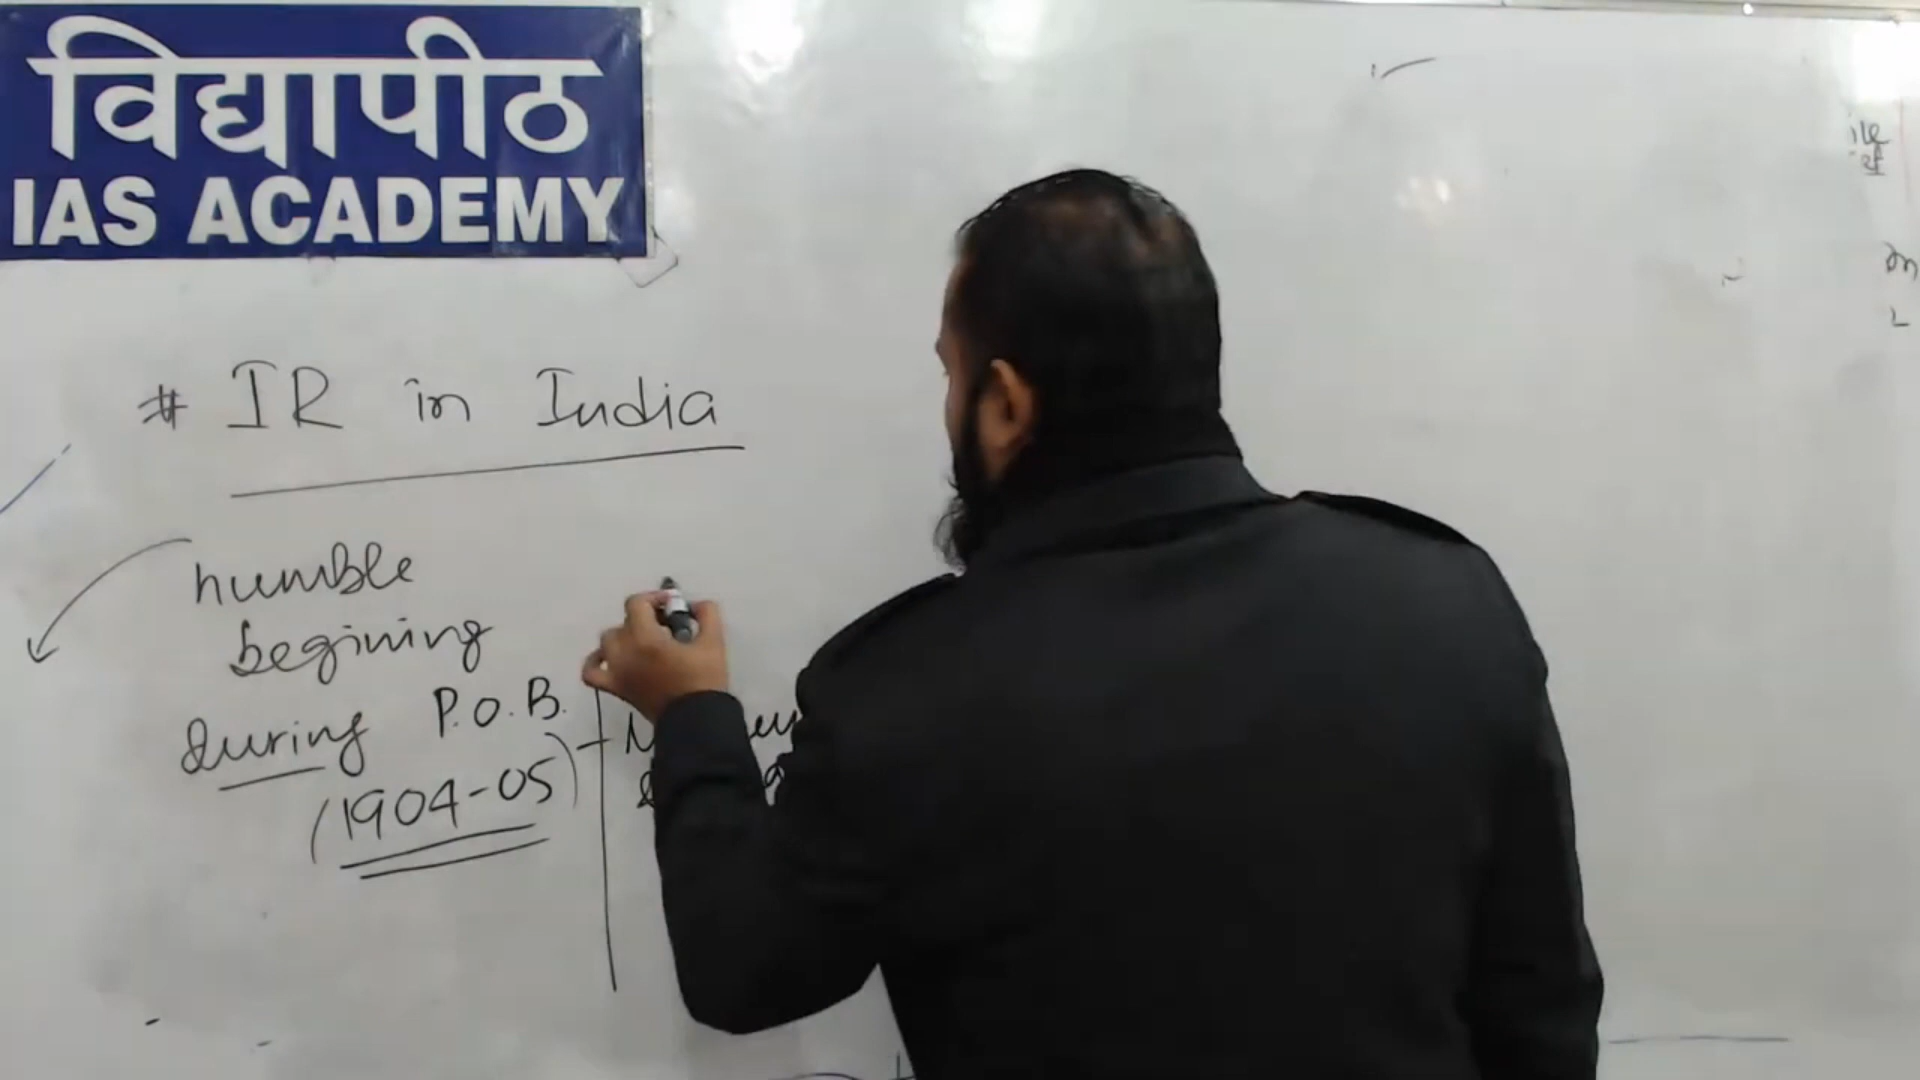 विद्यापीठ
IAS ACADEMY
# IR in India
humble
begining
during P.O.B.
(1904-05)